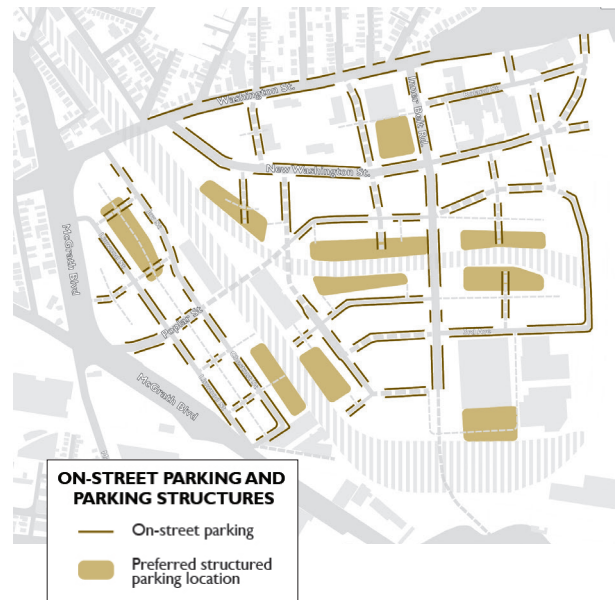 Washington St.
Inner Belt Rd.
New Washington St.
McGrath Blvd
Poplar St.
McGrath Blvd
ON-STREET PARKING AND
PARKING STRUCTURES
On-street parking
Preferred structured
parking location